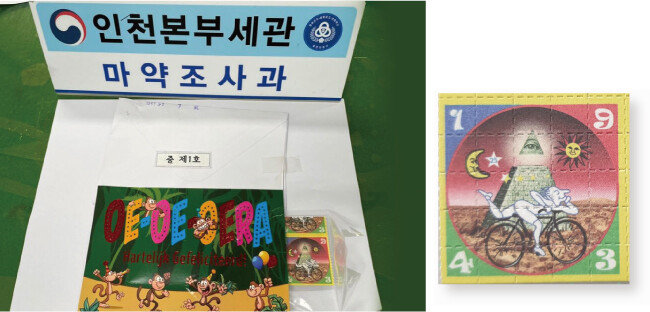 인천본부세관
마약조사과
증 제1호
OE-OE-OERA
Hartelijk Gefeliciteerd!
1 9
4 3